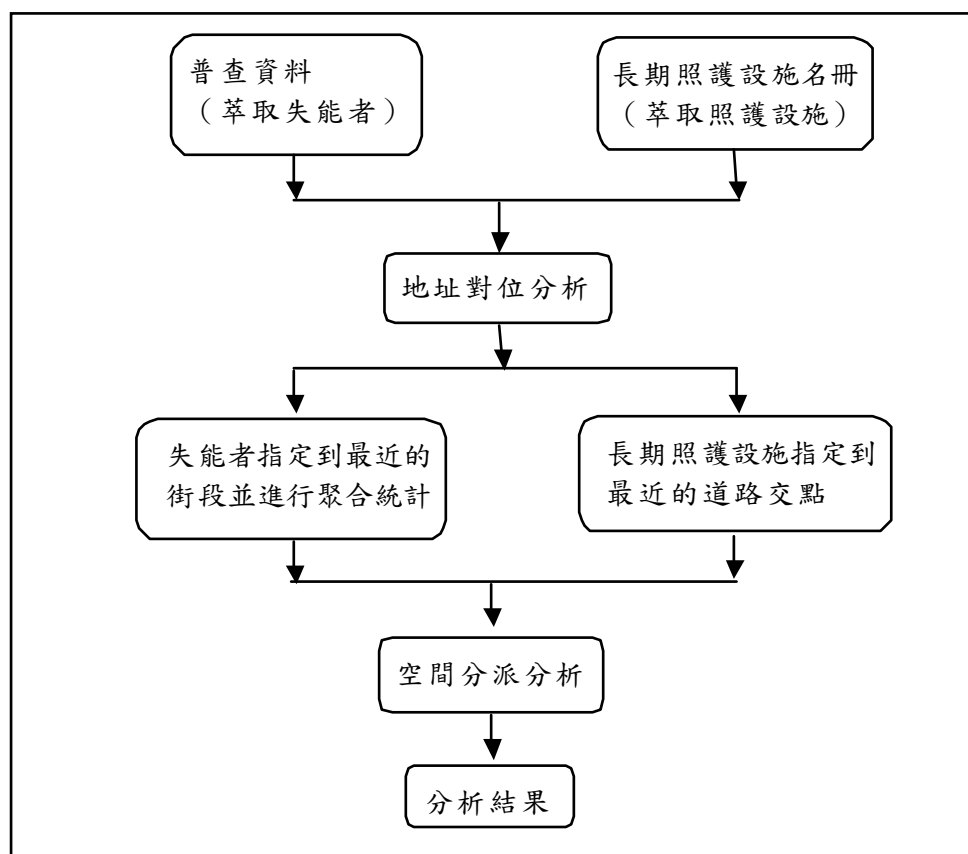 普查資料
（萃取失能者）
長期照護設施名冊
（萃取照護設施）
地址對位分析
失能者指定到最近的
街段並進行聚合統計
長期照護設施指定到
最近的道路交點
空間分派分析
分析結果